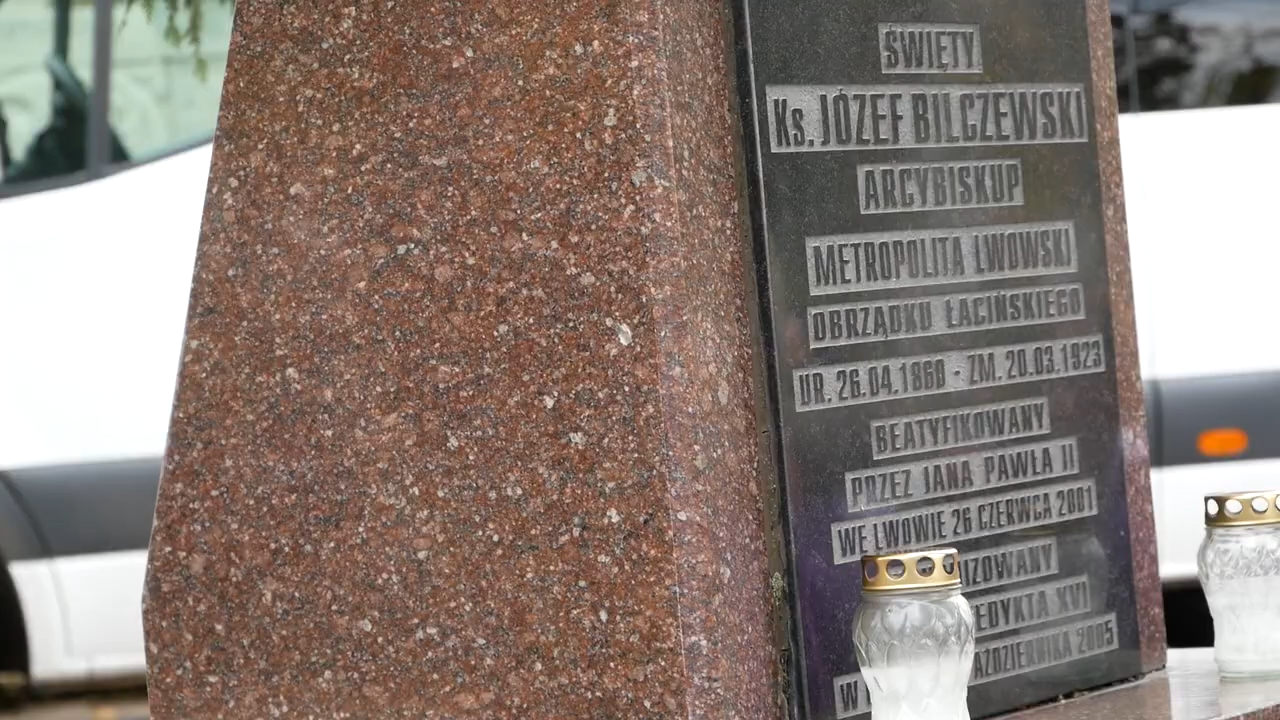 ŚWIĘTY
Ks. JÓZEF BILCZEWSKI
ARCYBISKUP
METROPOLITA LWOWSKI
OBRZĄDKU ŁACIŃSKIEGO
UR. 26.04.1860 - ZM. 20.03.1923
BEATYFIKOWANY
PRZEZ JANA PAWŁA II
WE LWOWIE 26 CZERWCA 2001
IZOWANY
EDYKTA XVI
W AŹDZIERNIKA 2005